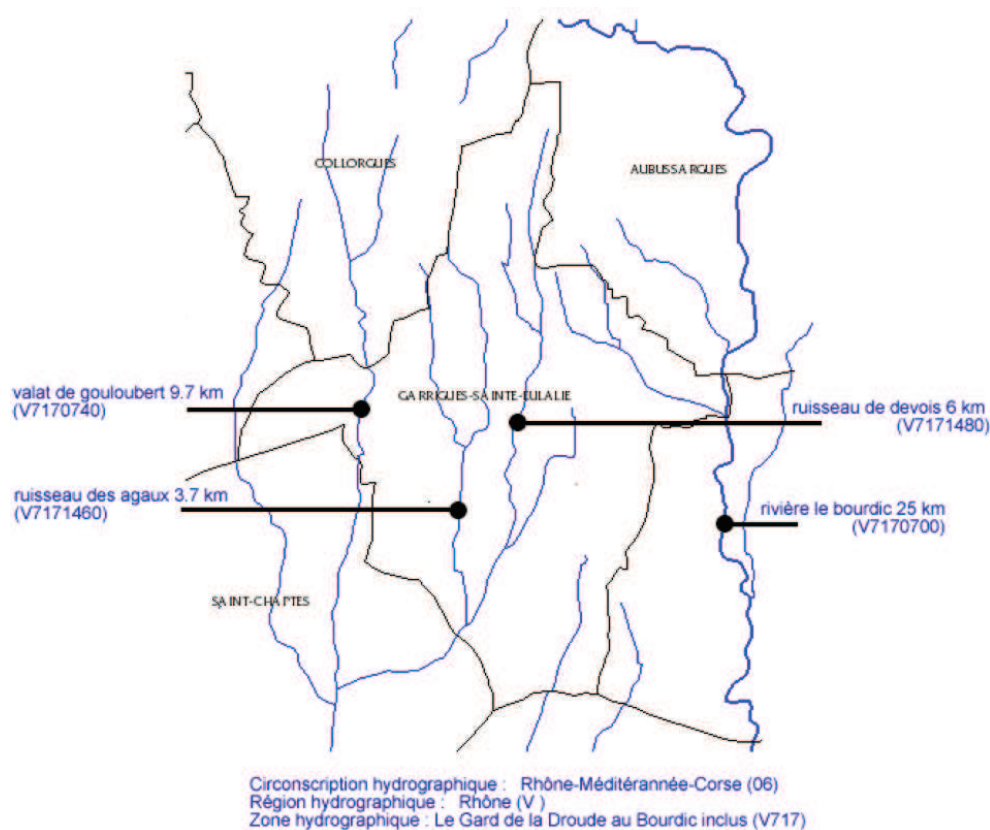 COLLORGUES
AUBUSSARGUES
valat de gouloubert 9.7 km
(V7170740)
GARRIGUES-SAINTE-EULALIE
ruisseau de devois 6 km
(V7171480)
ruisseau des agaux 3.7 km
(V7171460)
rivière le bourdic 25 km
(V7170700)
SAINT-CHAPTES
Circonscription hydrographique : Rhône-Méditérannée-Corse (06)
Région hydrographique : Rhône (V )
Zone hydrographique : Le Gard de la Droude au Bourdic inclus (V717)